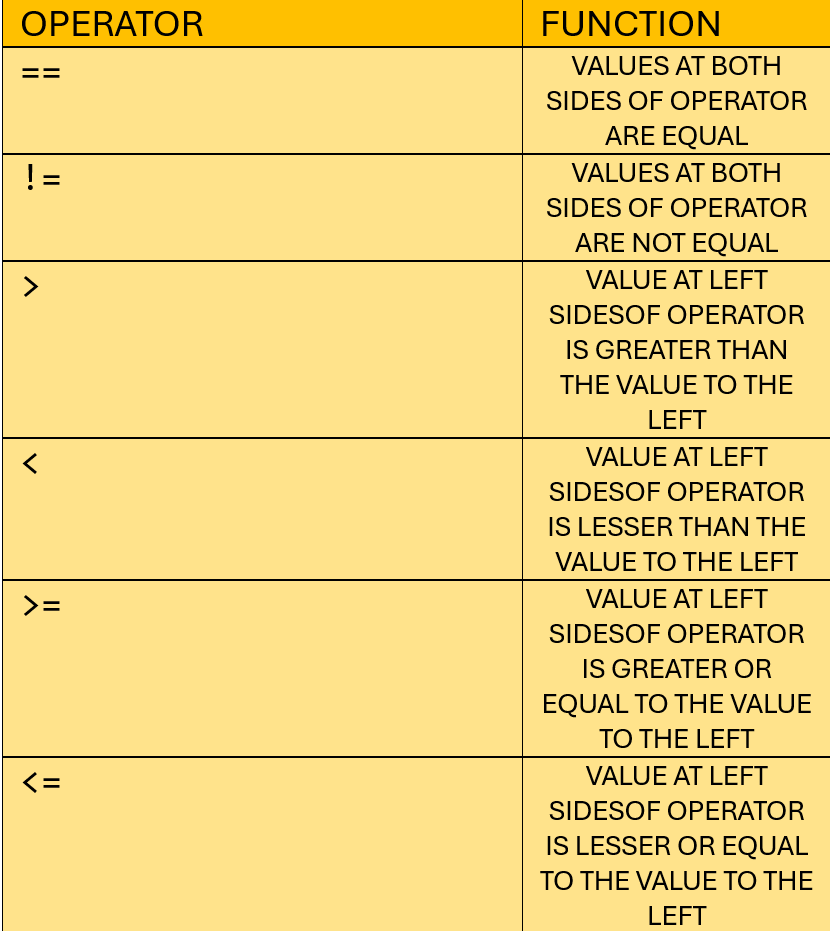 OPERATOR
FUNCTION
==
VALUES AT BOTH
SIDES OF OPERATOR
ARE EQUAL
!=
VALUES AT BOTH
SIDES OF OPERATOR
ARE NOT EQUAL
>
VALUE AT LEFT
SIDESOF OPERATOR
IS GREATER THAN
THE VALUE TO THE
LEFT
<
VALUE AT LEFT
SIDESOF OPERATOR
IS LESSER THAN THE
VALUE TO THE LEFT
>=
VALUE AT LEFT
SIDESOF OPERATOR
IS GREATER OR
EQUAL TO THE VALUE
TO THE LEFT
<=
VALUE AT LEFT
SIDESOF OPERATOR
IS LESSER OR EQUAL
TO THE VALUE TO THE
LEFT